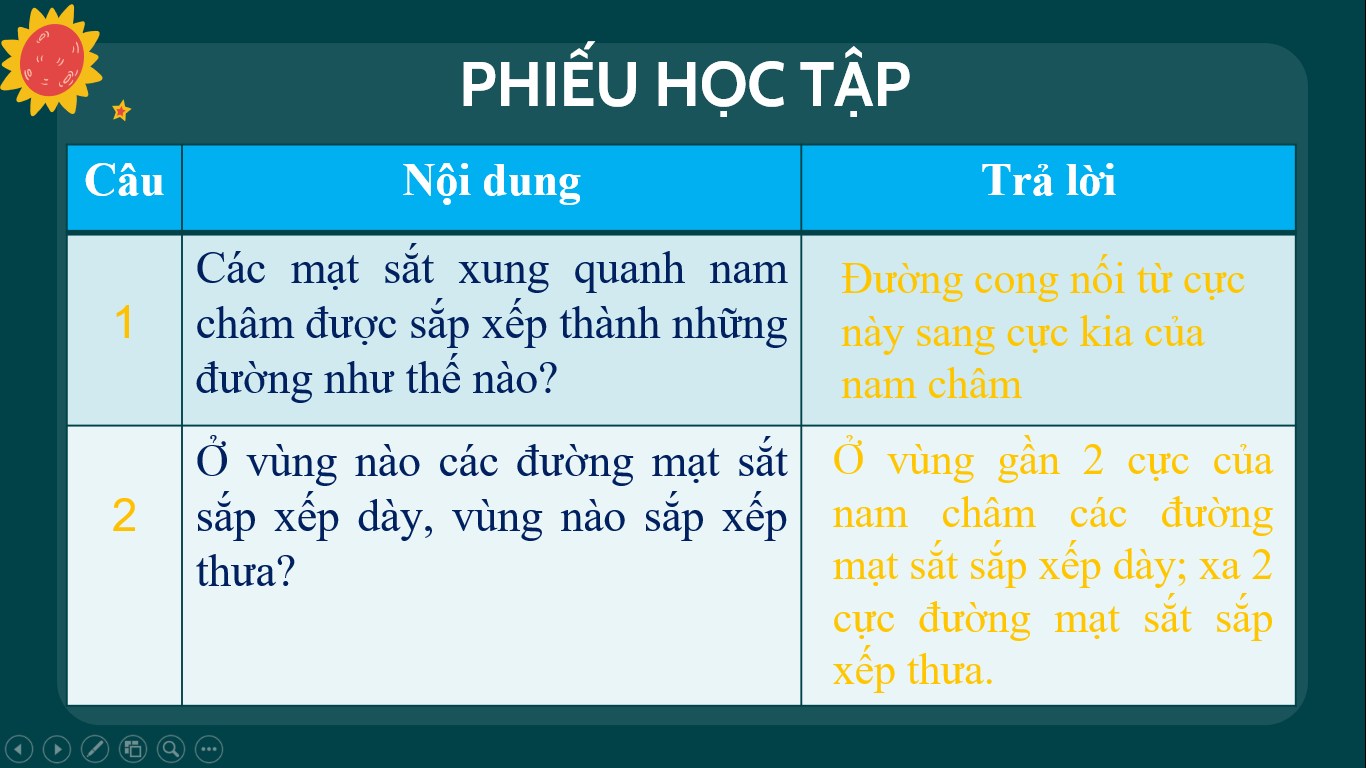 PHIẾU HỌC TẬP
Câu
Nội dung
Trả lời
1
Các mạt sắt xung quanh nam
châm được sắp xếp thành những
đường như thế nào?
Đường cong nối từ cực
này sang cực kia của
nam châm
2
Ở vùng nào các đường mạt sắt
sắp xếp dày, vùng nào sắp xếp
thưa?
Ở vùng gần 2 cực của
nam châm các đường
mạt sắt sắp xếp dày; xa 2
cực đường mạt sắt sắp
xếp thưa.